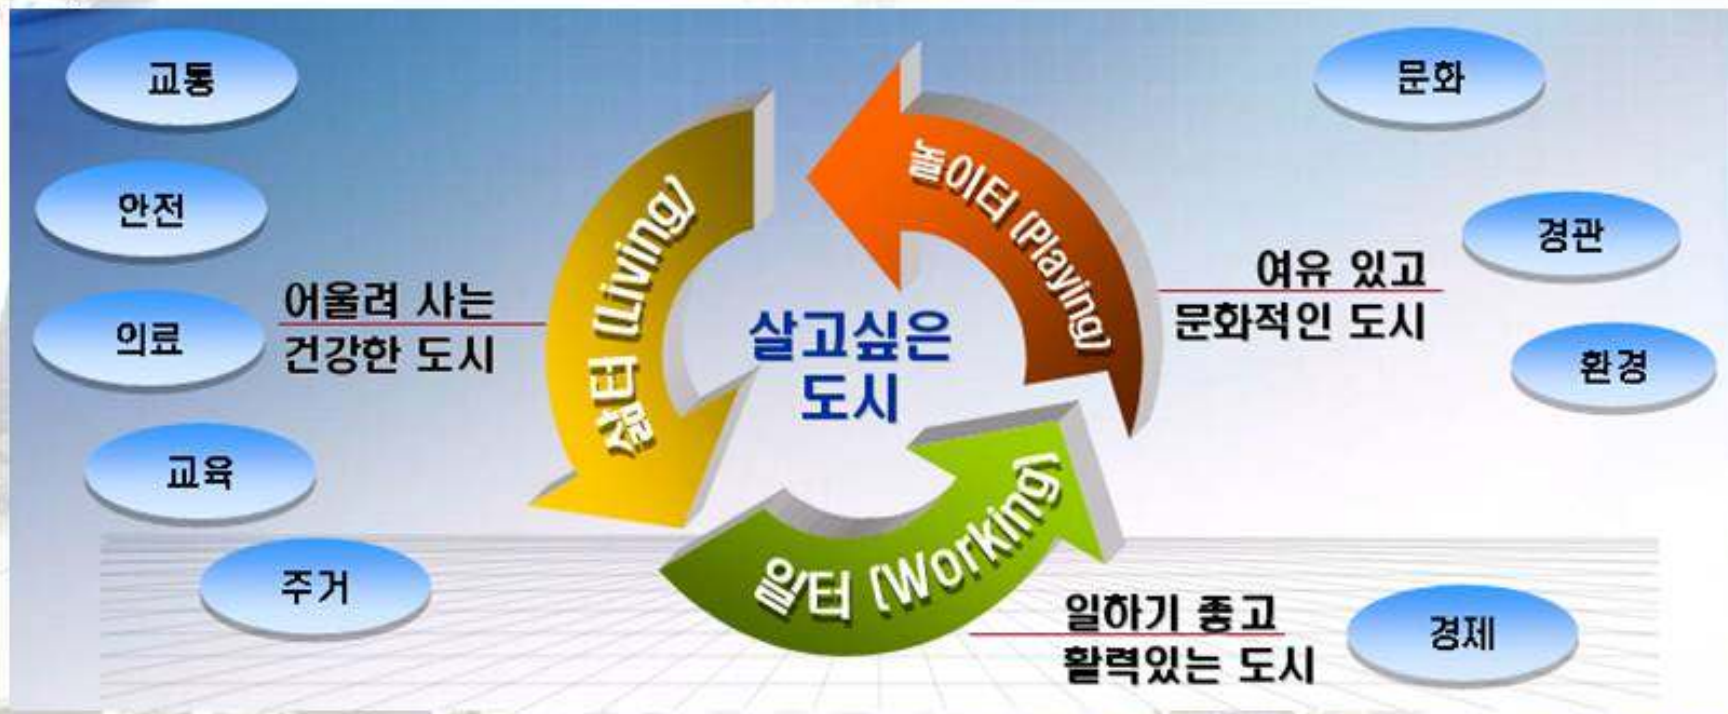 교통
안전
의료
교육
주거
어울려 사는
건강한 도시
삶터 (Living)
살고싶은
도시
놀이터 (Playing)
일터 (Working)
여유 있고
문화적인 도시
문화
경관
환경
일하기 좋고
활력있는 도시
경제